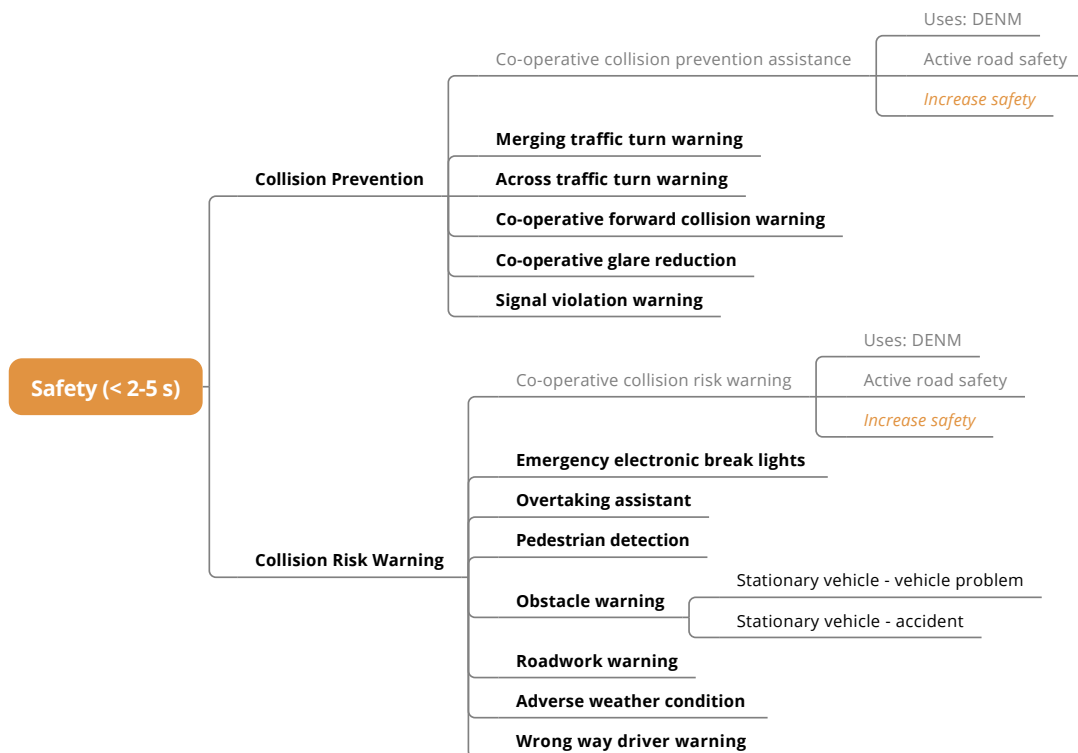 Uses: DENM
Co-operative collision prevention assistance
Active road safety
Increase safety
Merging traffic turn warning
Collision Prevention
Across traffic turn warning
Co-operative forward collision warning
Co-operative glare reduction
Signal violation warning
Uses: DENM
Safety (< 2-5 s)
Co-operative collision risk warning
Active road safety
Increase safety
Emergency electronic break lights
Overtaking assistant
Pedestrian detection
Collision Risk Warning
Stationary vehicle - vehicle problem
Obstacle warning
Stationary vehicle - accident
Roadwork warning
Adverse weather condition
Wrong way driver warning